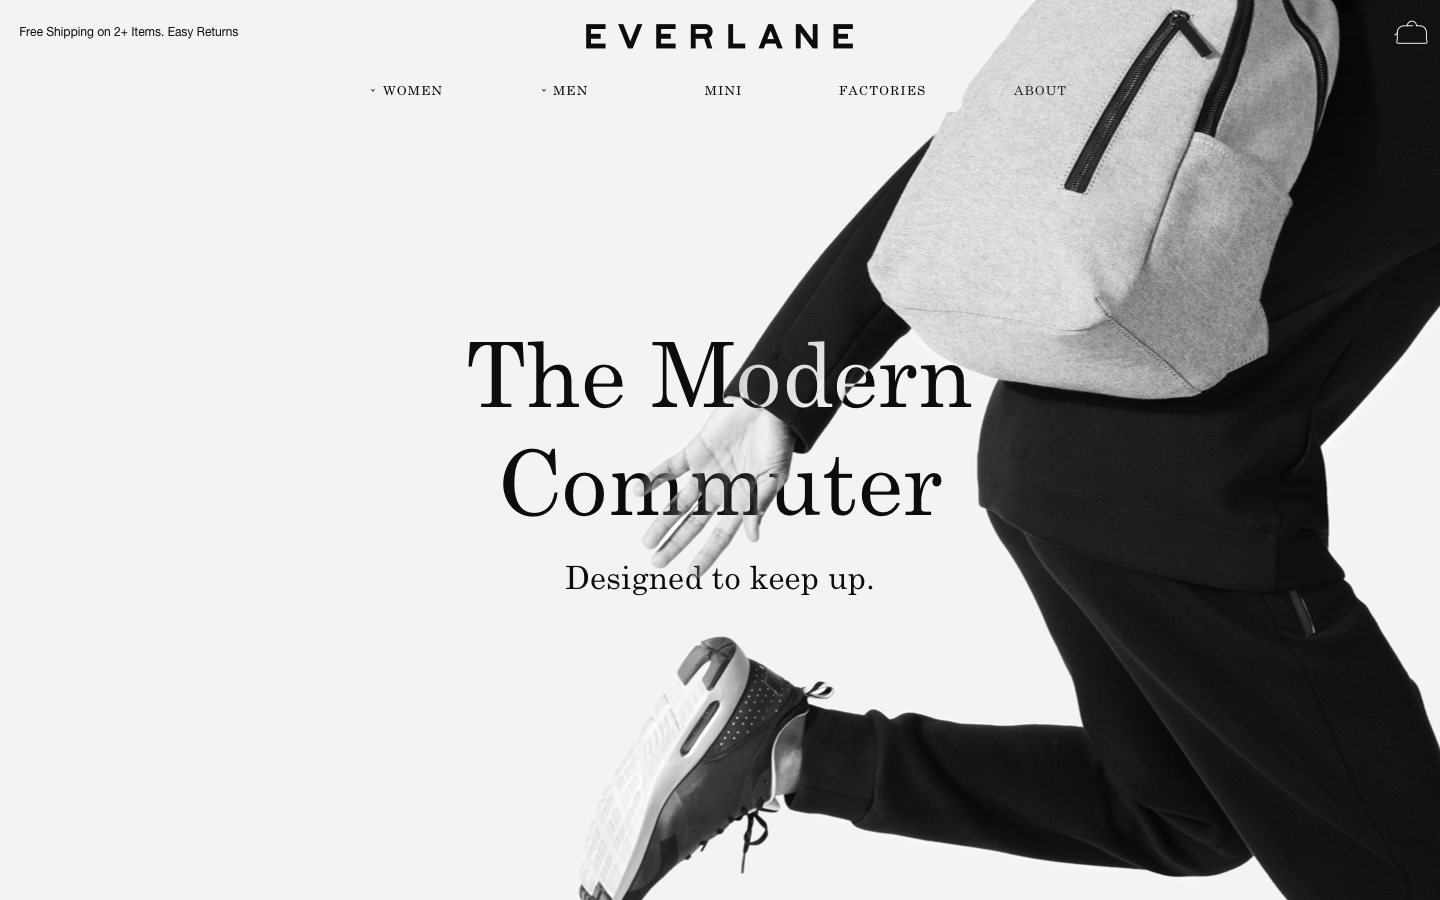 Free Shipping on 2+ Items. Easy Returns
EVERLANE
WOMEN
MEN
MINI
FACTORIES
ABOUT
The Modern
Commuter
Designed to keep up.